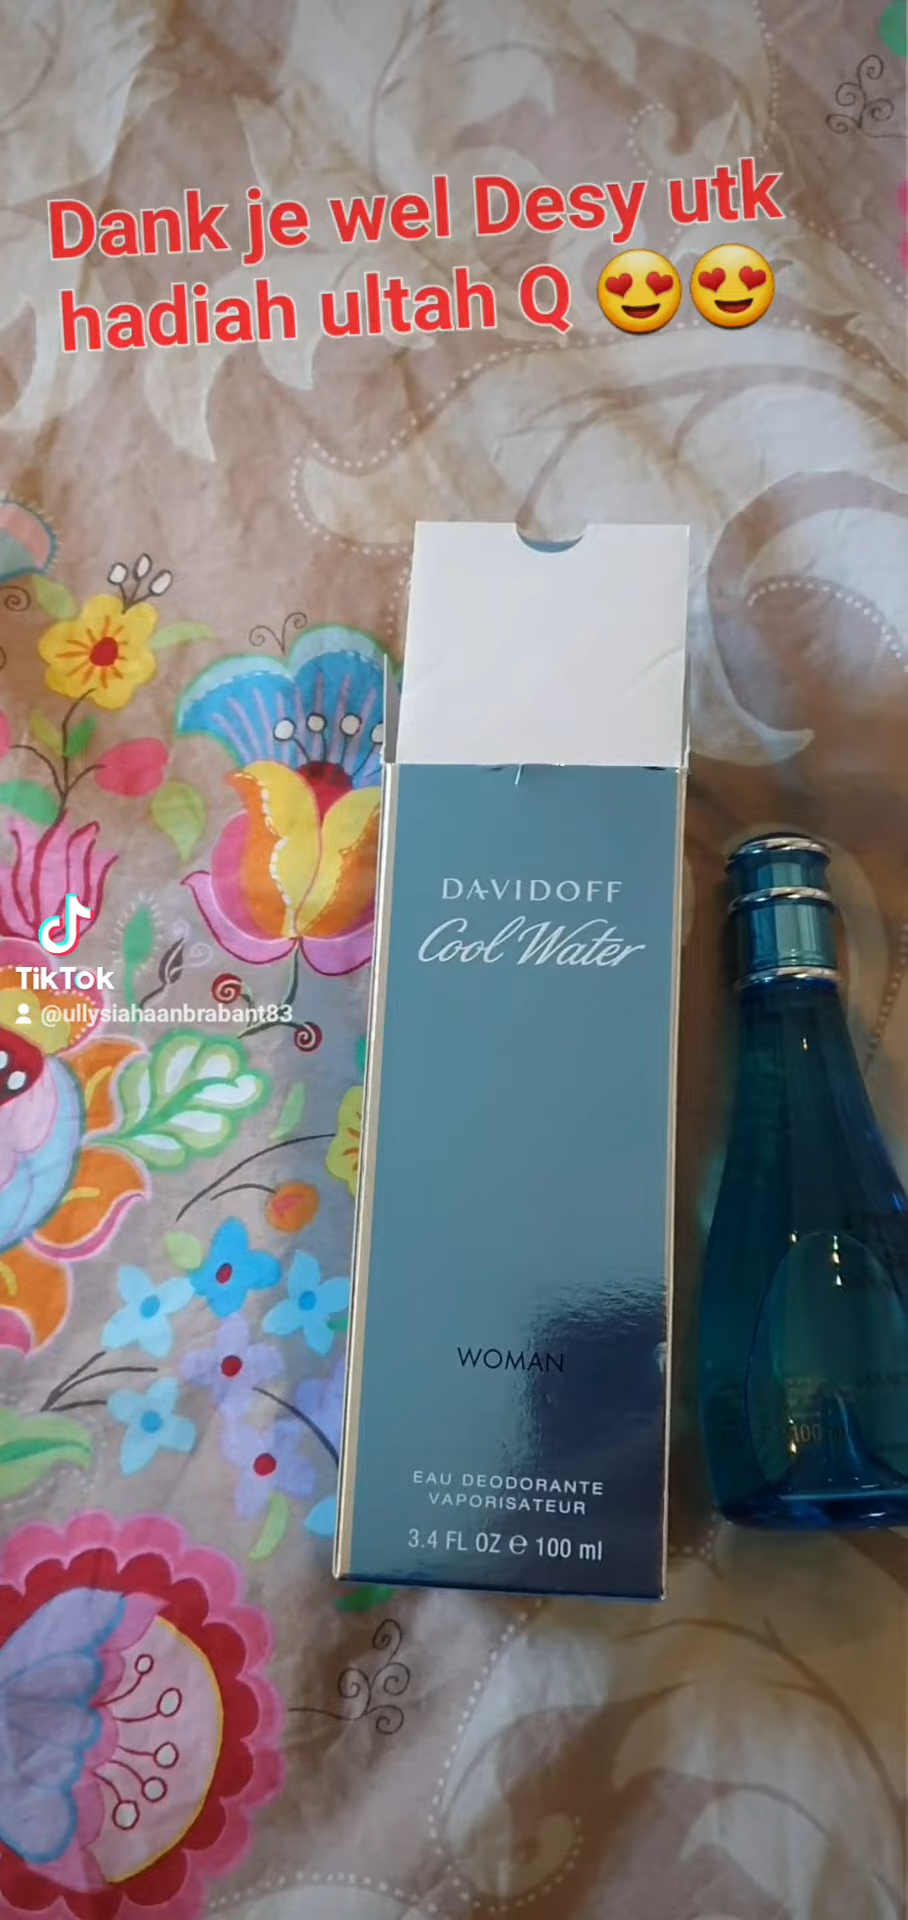 Dank je wel Desy utk
hadiah ultah Q 😍😍
DAVIDOFF
Cool Water
TikTok
@ullysiahaanbrabant83
WOMAN
EAU DEODORANTE
VAPORISATEUR
3.4 FL OZ ℮ 100 ml
100